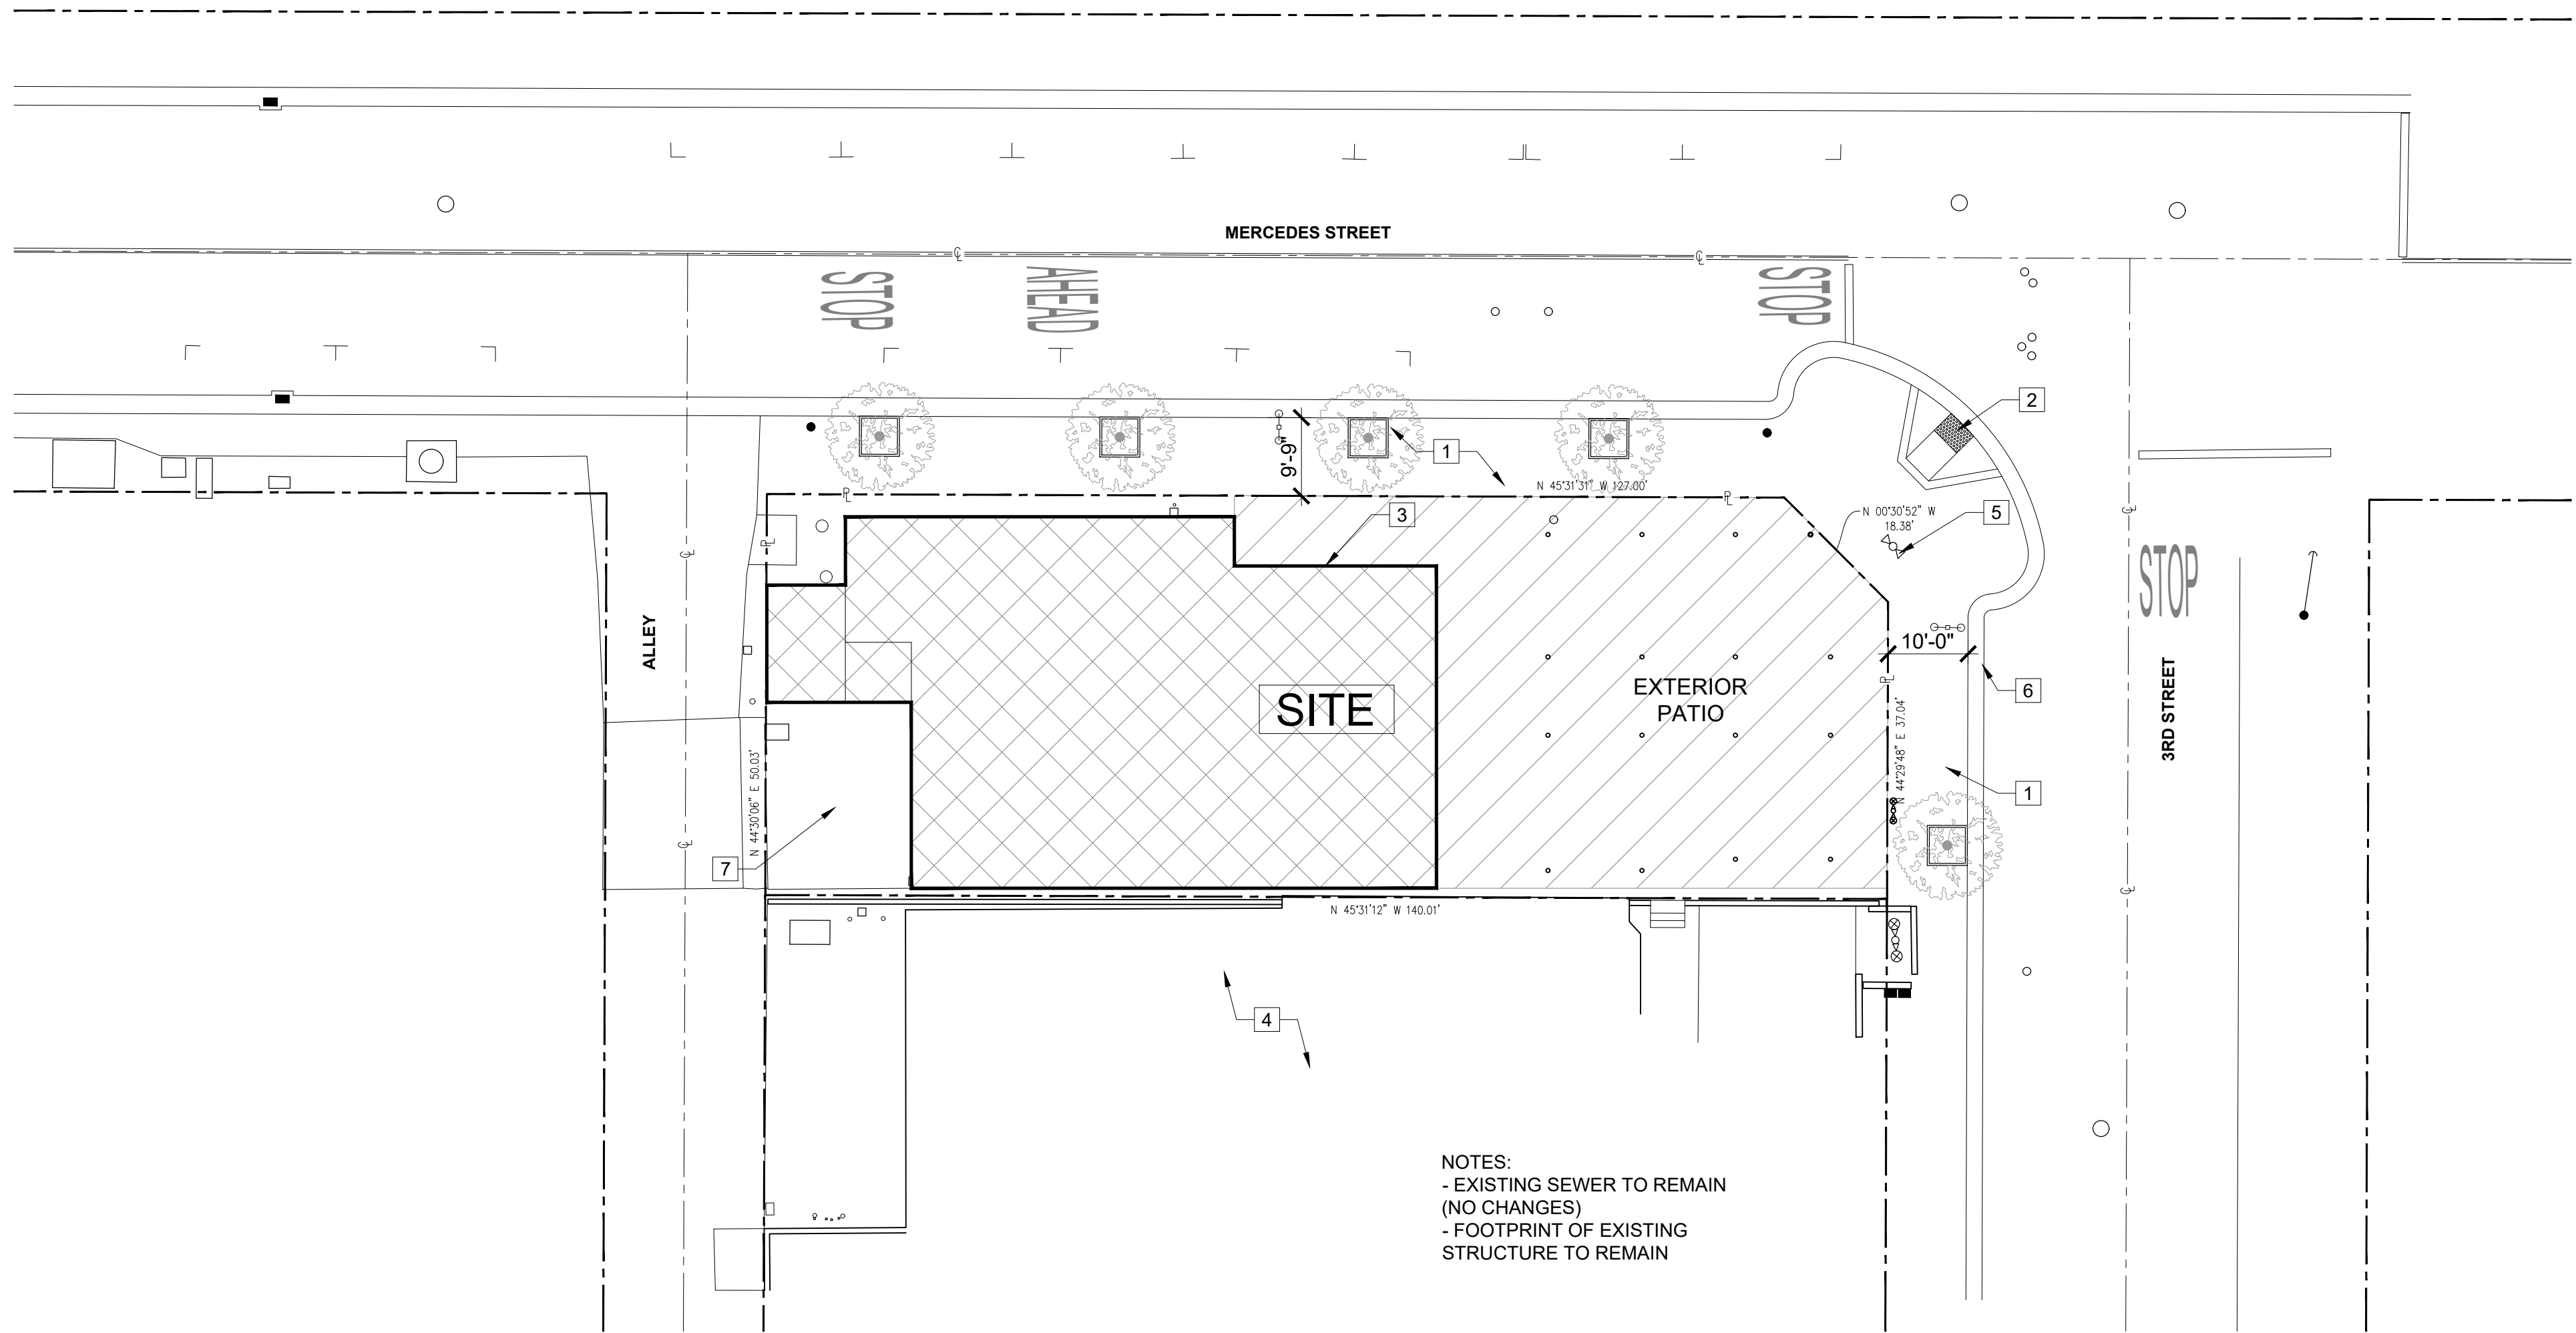 MERCEDES STREET
STOP
AHEAD
STOP
2
9'-9"
1
N 45°31'31" W 127.00'
3
N 00°30'52" W
18.38'
5
STOP
ALLEY
10'-0"
EXTERIOR
PATIO
SITE
6
3RD STREET
N 44°29'48" E 37.04'
N 44°30'06" E 50.03'
1
7
N 45°31'12" W 140.01'
4
NOTES:
- EXISTING SEWER TO REMAIN
(NO CHANGES)
- FOOTPRINT OF EXISTING
STRUCTURE TO REMAIN